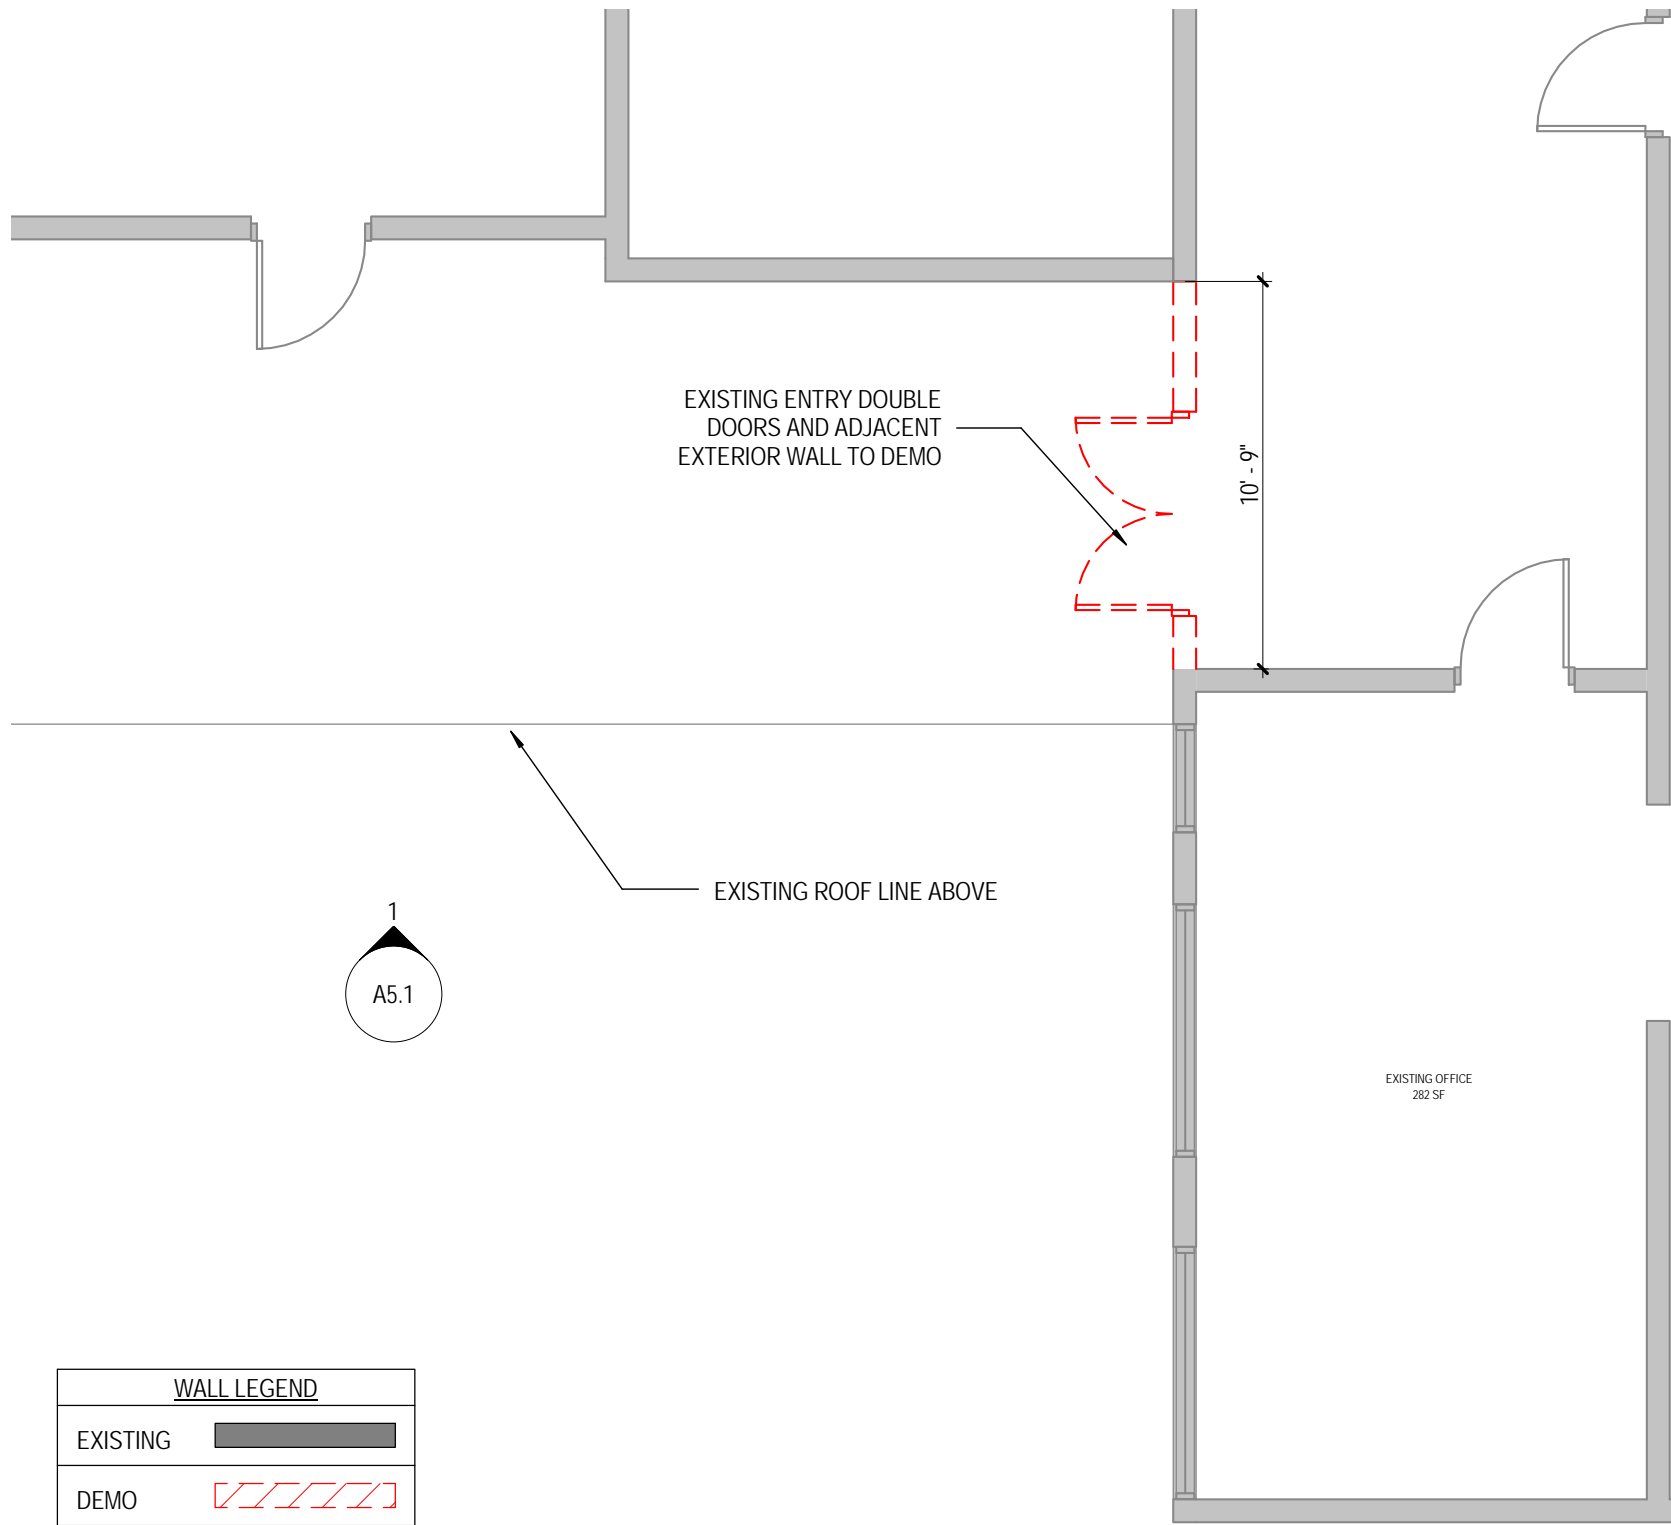 EXISTING ENTRY DOUBLE
DOORS AND ADJACENT
EXTERIOR WALL TO DEMO
10' - 9"
EXISTING ROOF LINE ABOVE
1
A5.1
EXISTING OFFICE
282 SF
WALL LEGEND
EXISTING
DEMO